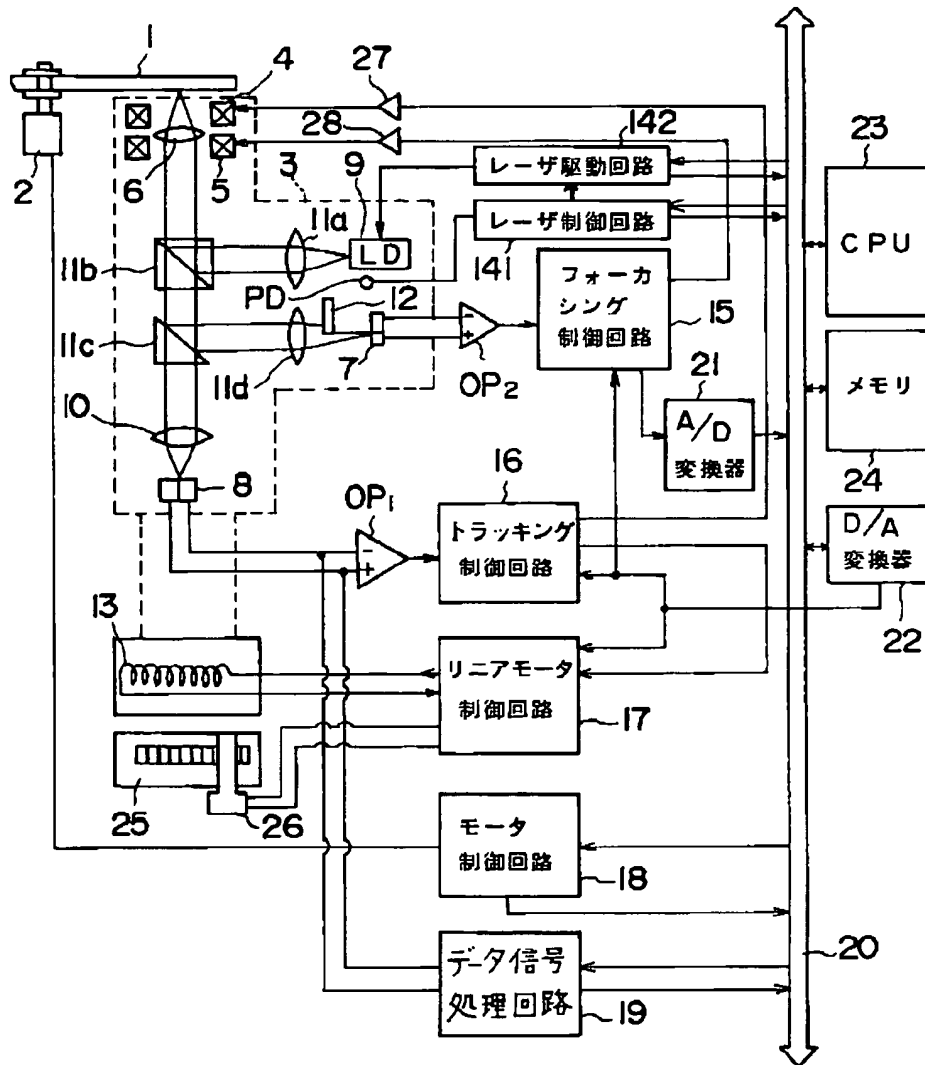 1
4
27
28
142
23
2
6
5
3
9
11a
レーザ駆動回路
レーザ制御回路
141
CPU
11b
LD
PD
12
フォーカ
シング
制御回路
15
11c
11d
7
OP2
21
A/D
変換器
メモリ
24
10
8
OP1
16
トラッキング
制御回路
D/A
変換器
22
13
リニアモータ
制御回路
17
25
26
モータ
制御回路
18
データ信号
処理回路
19
20